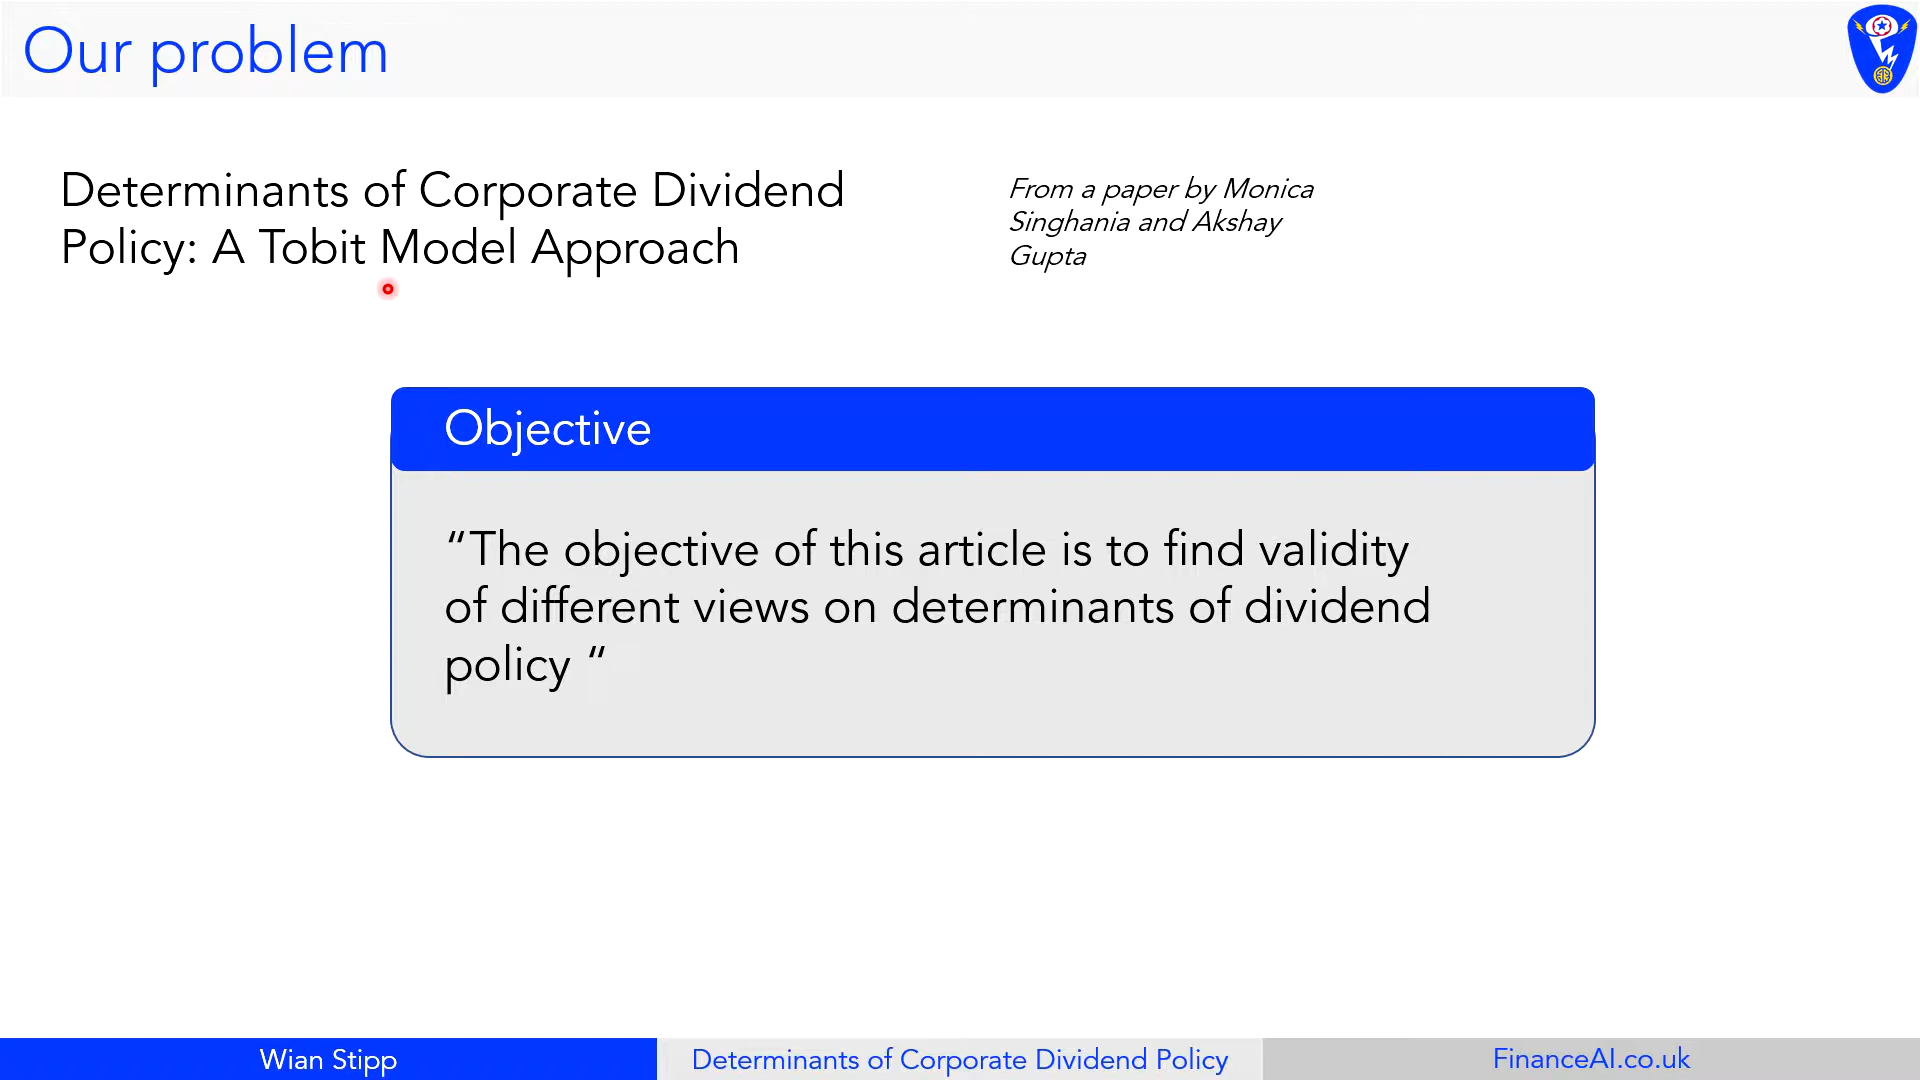 Our problem
Determinants of Corporate Dividend
Policy: A Tobit Model Approach
From a paper by Monica
Singhania and Akshay
Gupta
Objective
“The objective of this article is to find validity
of different views on determinants of dividend
policy “
Wian Stipp
Determinants of Corporate Dividend Policy
FinanceAI.co.uk